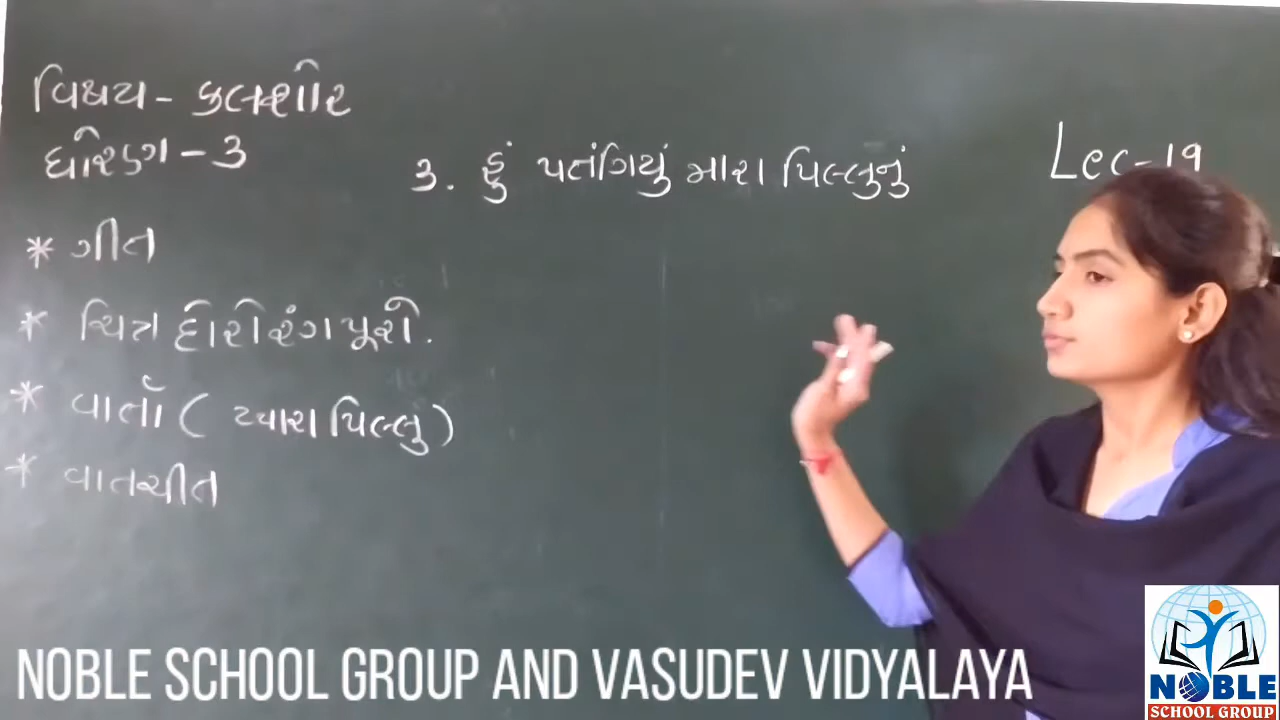 વિષય - કલશોર
ધોરણ - ૩
Lec-19
૩. હું પતંગિયું મારા પિલ્લુનું
* ગીત
* ચિત્ર દોરો રંગ પૂરો.
* વાર્તા ( પ્યારા પિલ્લુ )
* વાતચીત
NOBLE SCHOOL GROUP AND VASUDEV VIDYALAYA
NOBLE
SCHOOL GROUP